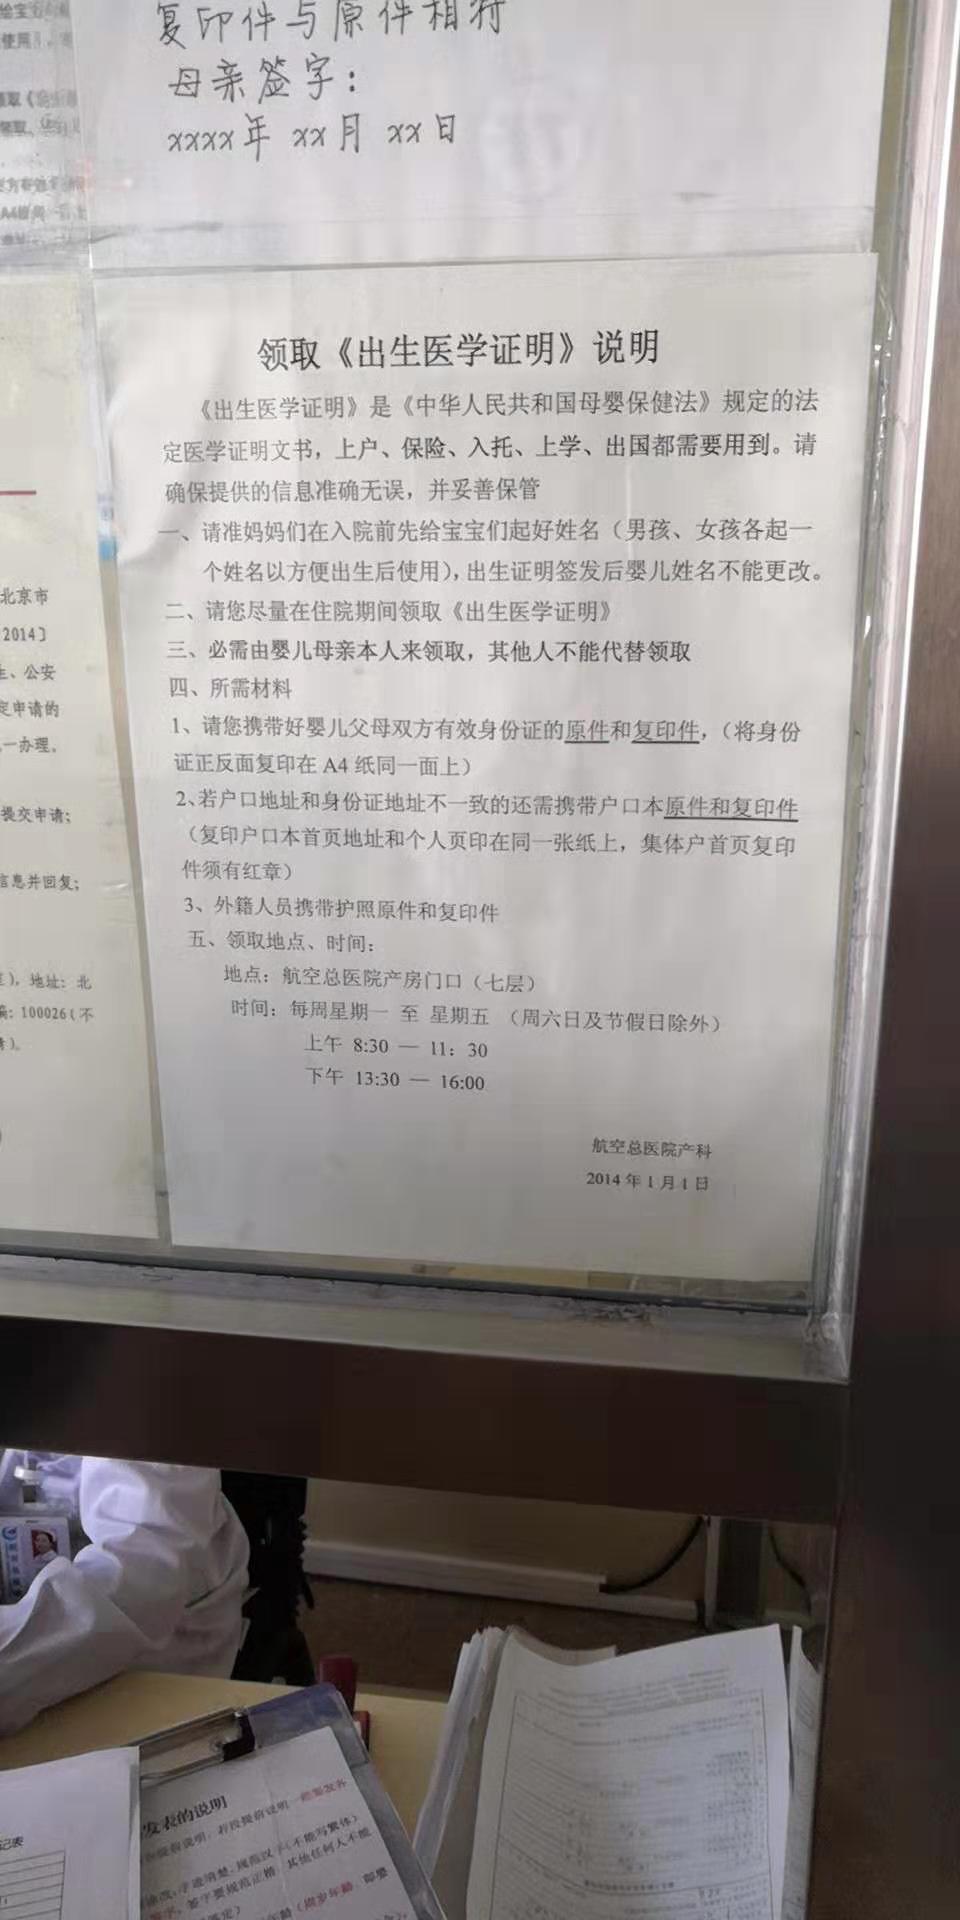 复印件与原件相符
母亲签字：
xxxx年 xx月 xx日
领取《出生医学证明》说明
《出生医学证明》是《中华人民共和国母婴保健法》规定的法
定医学证明文书，上户、保险、入托、上学、出国都需要用到。请
确保提供的信息准确无误，并妥善保管
一、请准妈妈们在入院前先给宝宝们起好姓名（男孩、女孩各起一
个姓名以方便出生后使用），出生证明签发后婴儿姓名不能更改。
二、请您尽量在住院期间领取《出生医学证明》
三、必需由婴儿母亲本人来领取，其他人不能代替领取
四、所需材料
1、请您携带好婴儿父母双方有效身份证的原件和复印件，（将身份
证正反面复印在 A4 纸同一面上）
2、若户口地址和身份证地址不一致的还需携带户口本原件和复印件
（复印户口本首页地址和个人页印在同一张纸上，集体户首页复印
件须有红章）
3、外籍人员携带护照原件和复印件
五、领取地点、时间：
地点：航空总医院产房门口（七层）
时间：每周星期一 至 星期五 （周六日及节假日除外）
上午 8:30 — 11：30
下午 13:30 — 16:00
航空总医院产科
2014 年 1 月 1 日
北京市
2014〕
、公安
定申请的
一办理。
提交申请；
信息并回复；
），地址：北
：100026（不
发表的说明
记表